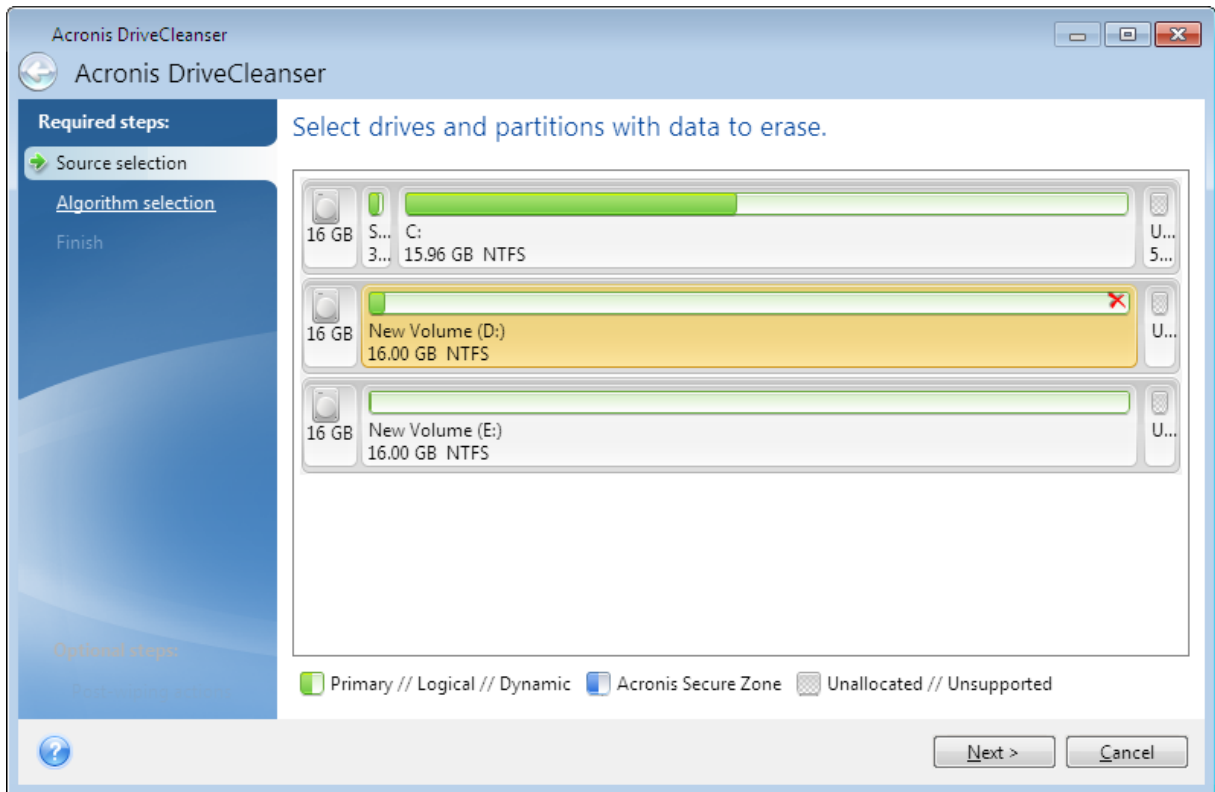 Acronis DriveCleanser
Acronis DriveCleanser
Required steps:
Source selection
Algorithm selection
Finish
Optional steps:
Select drives and partitions with data to erase.
16 GB
S...
3...
C:
15.96 GB NTFS
U...
5...
16 GB
New Volume (D:)
16.00 GB NTFS
U...
16 GB
New Volume (E:)
16.00 GB NTFS
U...
Primary // Logical // Dynamic
Acronis Secure Zone
Unallocated // Unsupported
Next >
Cancel